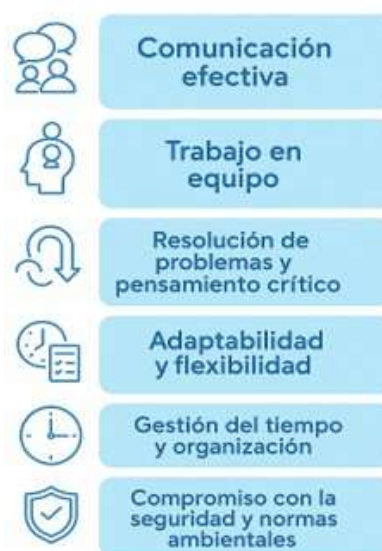 Comunicación
efectiva
Trabajo en
equipo
Resolución de
problemas y
pensamiento crítico
Adaptabilidad
y flexibilidad
Gestión del tiempo
y organización
Compromiso con la
seguridad y normas
ambientales